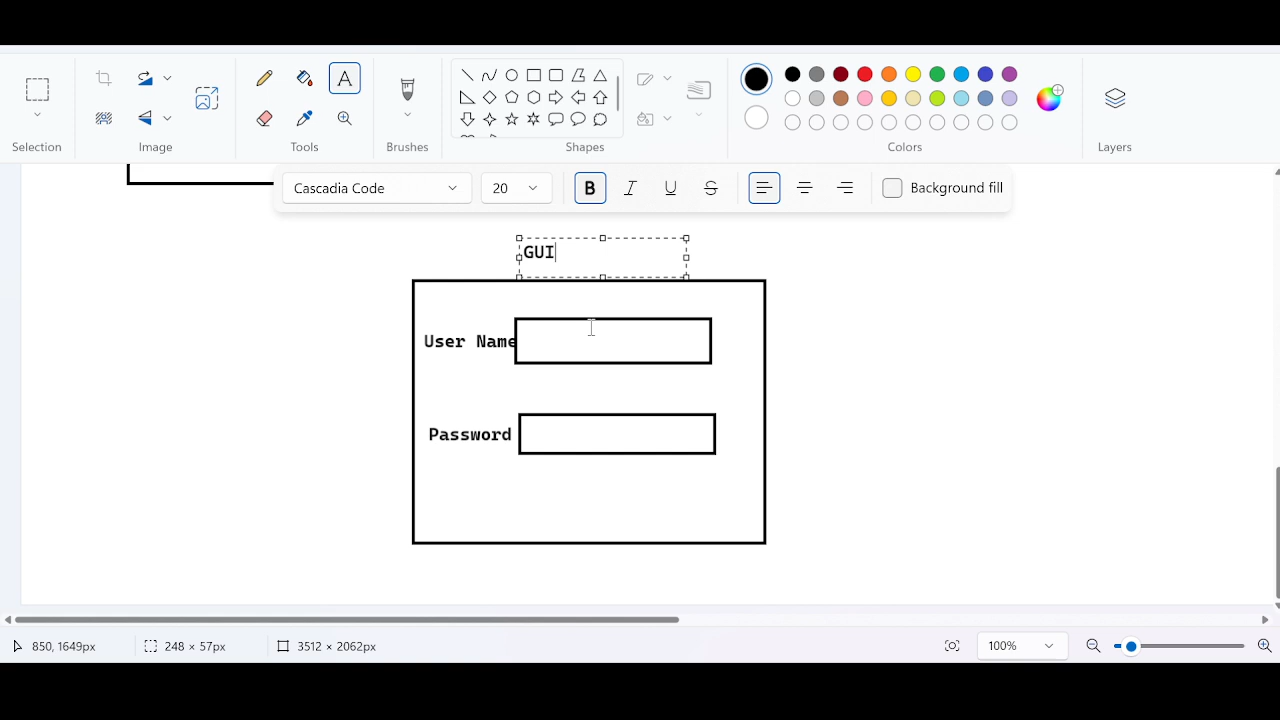 Selection
Image
Tools
Brushes
Shapes
Colors
Layers
Cascadia Code
20
B
I
U
S
Background fill
GUI
User Name
Password
850, 1649px
248 × 57px
3512 × 2062px
100%